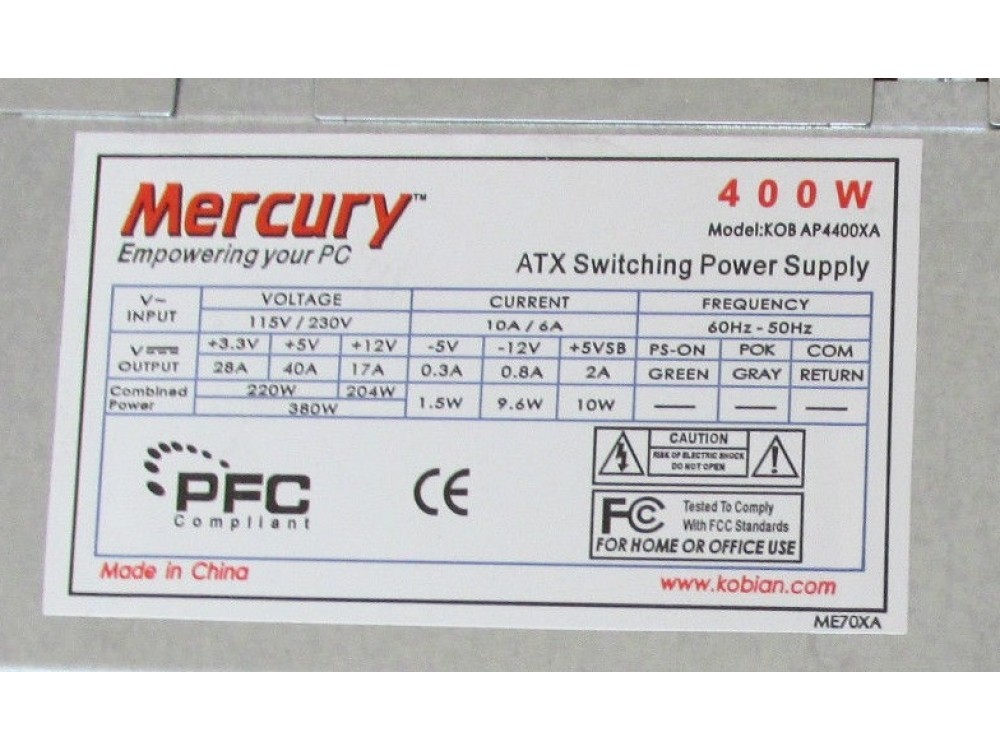 Mercury™
Empowering your PC
400W
Model:KOB AP4400XA
ATX Switching Power Supply
V~ INPUT VOLTAGE CURRENT FREQUENCY
115V / 230V 10A / 6A 60Hz - 50Hz
V OUTPUT +3.3V +5V +12V -5V -12V +5VSB PS-ON POK COM
28A 40A 17A 0.3A 0.8A 2A GREEN GRAY RETURN
Combined Power 220W 204W 1.5W 9.6W 10W — — —
380W
PFC
Compliant
CE
CAUTION
RISK OF ELECTRIC SHOCK
DO NOT OPEN
FC Tested To Comply
With FCC Standards
FOR HOME OR OFFICE USE
Made in China
www.kobian.com
ME70XA